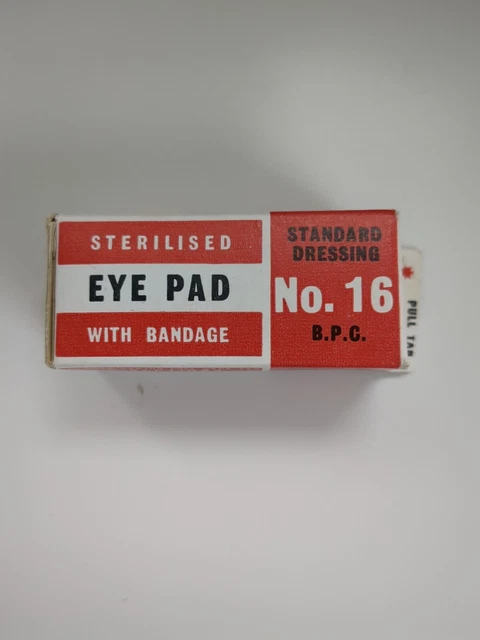 STERILISED
EYE PAD
WITH BANDAGE
STANDARD
DRESSING
No. 16
B.P.C.
PULL TAB